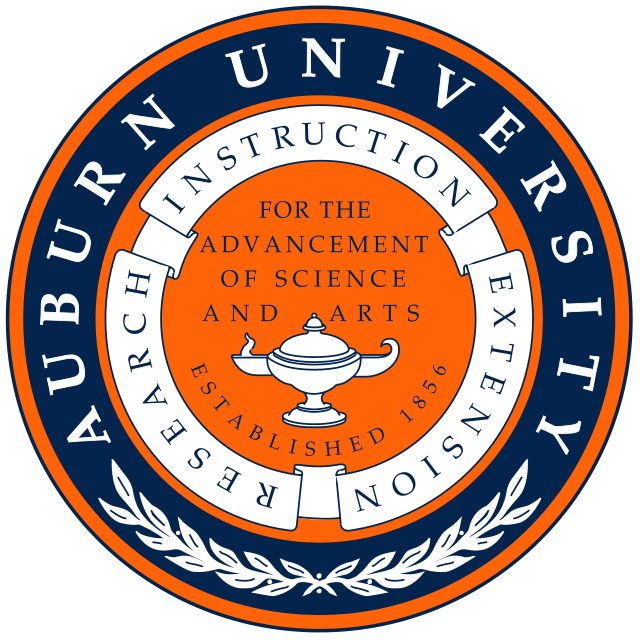 AUBURN UNIVERSITY
INSTRUCTION
RESEARCH
EXTENSION
FOR THE
ADVANCEMENT
OF SCIENCE
AND ARTS
ESTABLISHED 1856